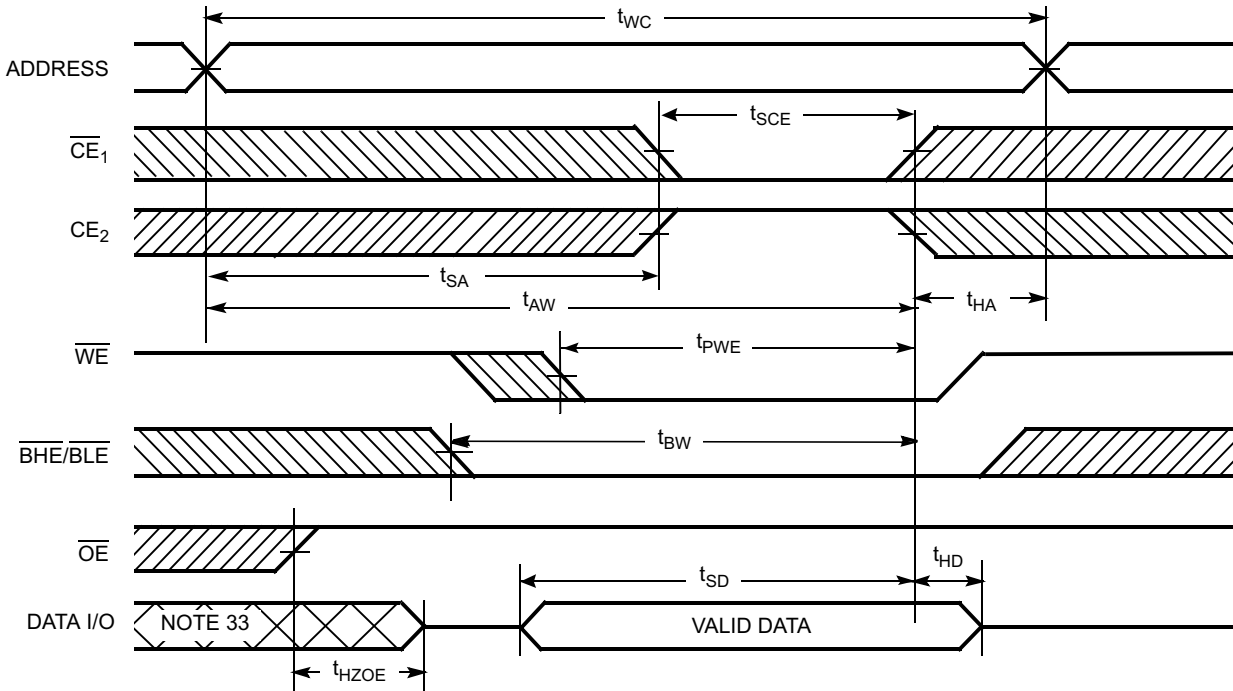 tWC
ADDRESS
tSCE
CE1
CE2
tSA
tAW
tHA
WE
tPWE
BHE/BLE
tBW
OE
tSD
tHD
DATA I/O
NOTE 33
VALID DATA
tHZOE